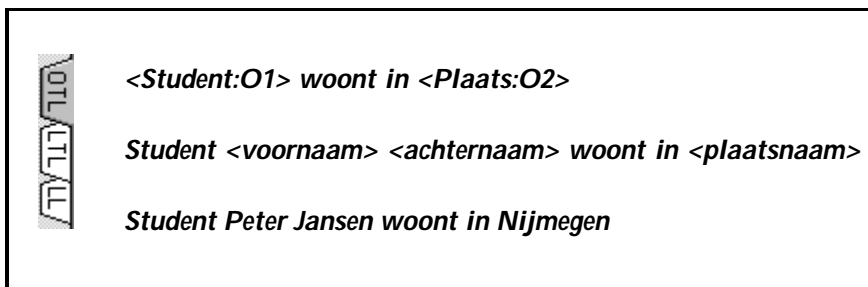 OTL
<Student:O1> woont in <Plaats:O2>
LTL
Student <voornaam> <achternaam> woont in <plaatsnaam>
LL
Student Peter Jansen woont in Nijmegen